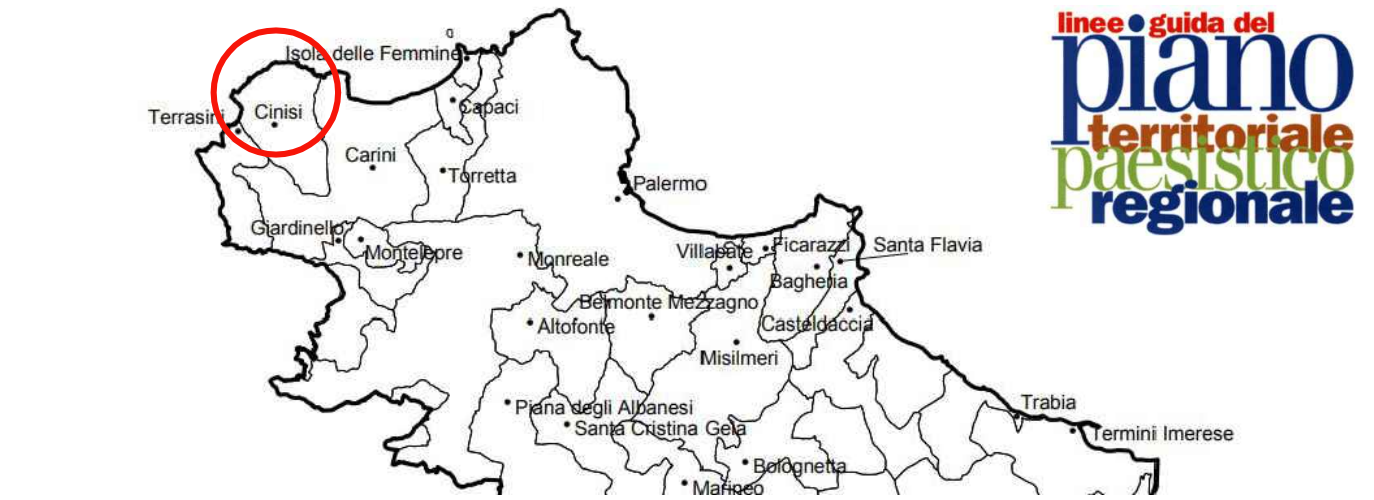 linee guida del
piano
territoriale
paesistico
regionale
Isola delle Femmine
Capaci
Terrasini
Cinisi
Carini
Torretta
Palermo
Giardinello
Montelepre
Monreale
Villabate
Ficarazzi
Santa Flavia
Bagheria
Belmonte Mezzagno
Altofonte
Casteldaccia
Misilmeri
Piana degli Albanesi
Santa Cristina Gela
Trabia
Termini Imerese
Bolognetta
Marineo